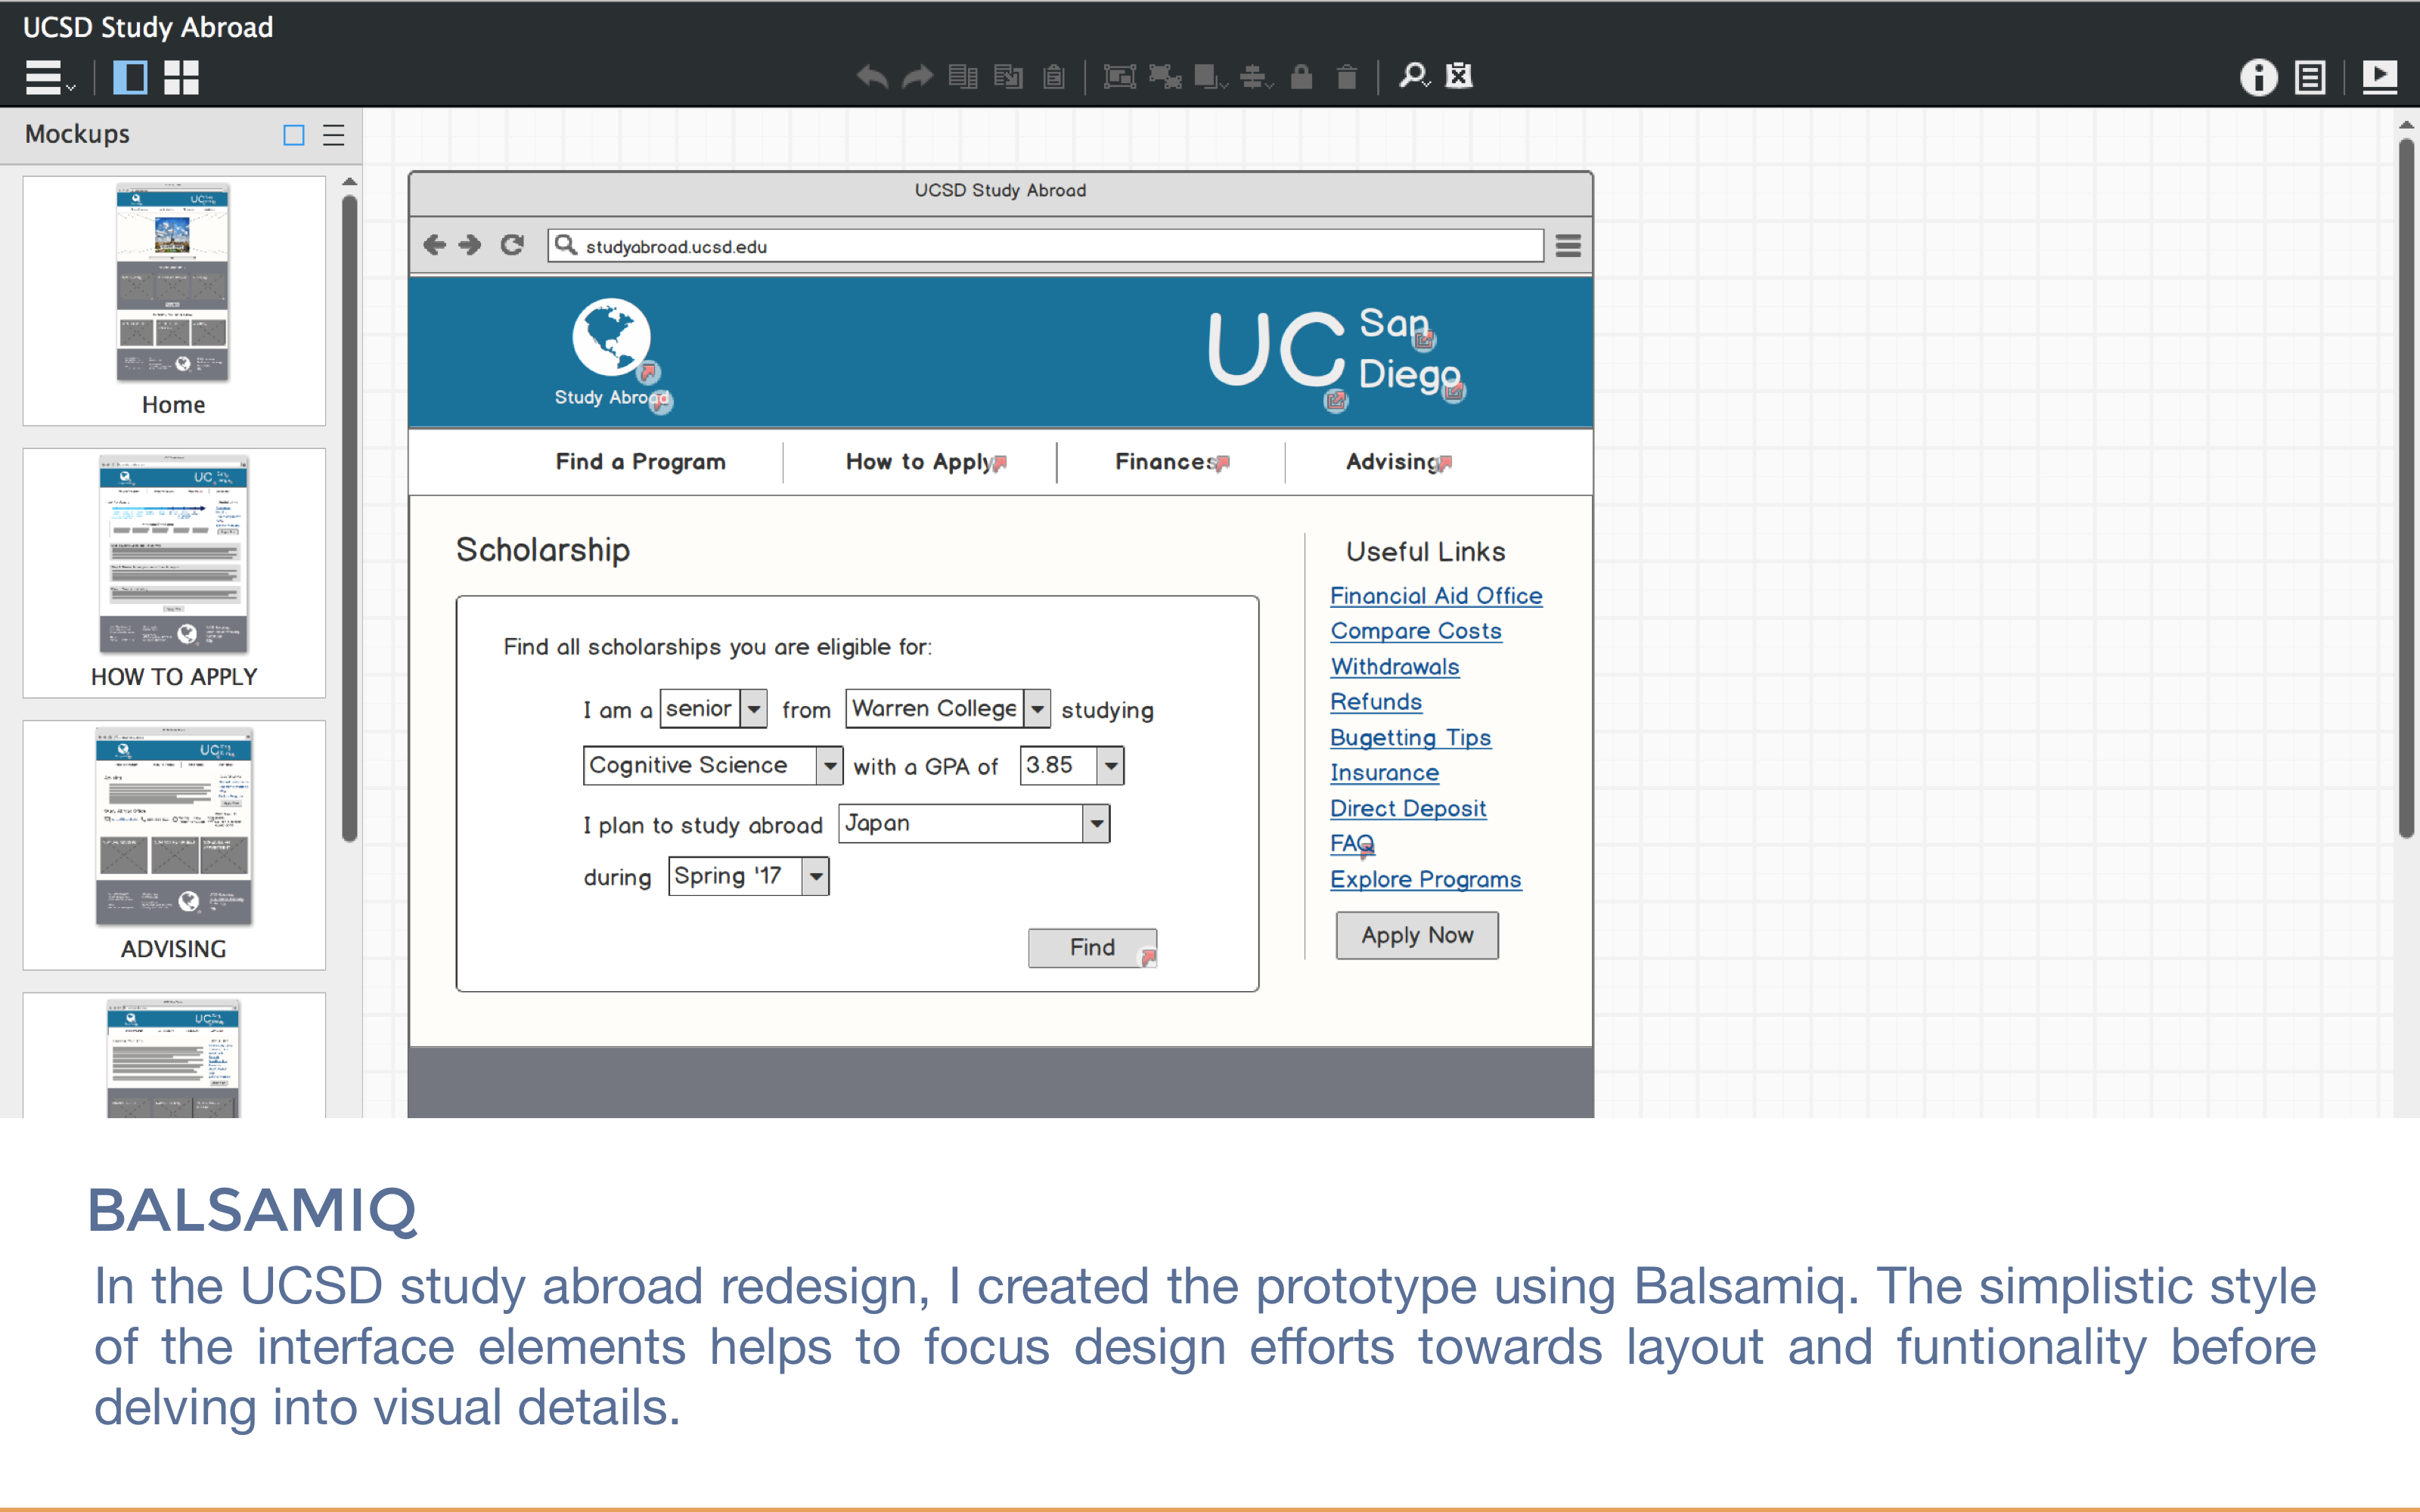 UCSD Study Abroad
Mockups
Home
HOW TO APPLY
ADVISING
UCSD Study Abroad
studyabroad.ucsd.edu
Study Abroad
UC San Diego
Find a Program
How to Apply
Finances
Advising
Scholarship
Find all scholarships you are eligible for:
I am a senior from Warren College studying
Cognitive Science with a GPA of 3.85
I plan to study abroad Japan
during Spring '17
Find
Useful Links
Financial Aid Office
Compare Costs
Withdrawals
Refunds
Bugetting Tips
Insurance
Direct Deposit
FAQ
Explore Programs
Apply Now
BALSAMIQ
In the UCSD study abroad redesign, I created the prototype using Balsamiq. The simplistic style
of the interface elements helps to focus design efforts towards layout and funtionality before
delving into visual details.